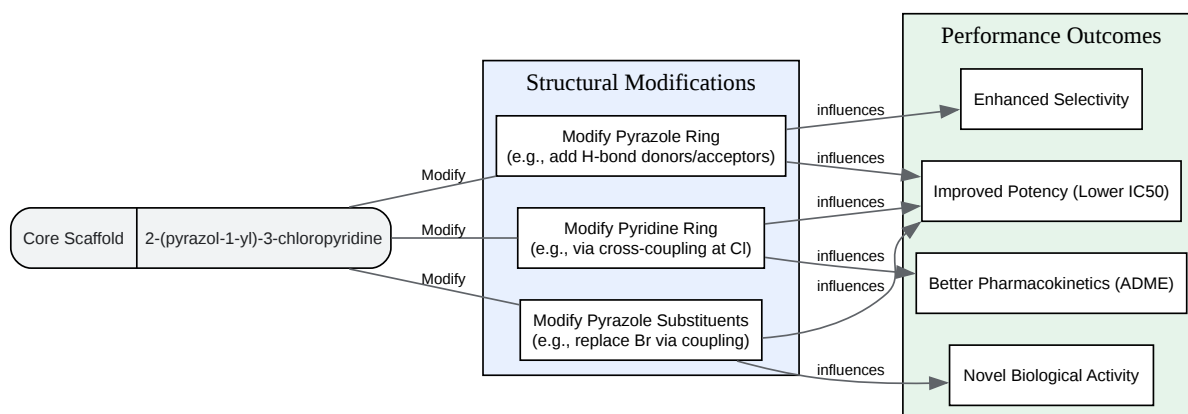 Core Scaffold
2-(pyrazol-1-yl)-3-chloropyridine
Modify
Modify
Modify
Structural Modifications
Modify Pyrazole Ring
(e.g., add H-bond donors/acceptors)
Modify Pyridine Ring
(e.g., via cross-coupling at Cl)
Modify Pyrazole Substituents
(e.g., replace Br via coupling)
influences
influences
influences
influences
influences
influences
Performance Outcomes
Enhanced Selectivity
Improved Potency (Lower IC50)
Better Pharmacokinetics (ADME)
Novel Biological Activity